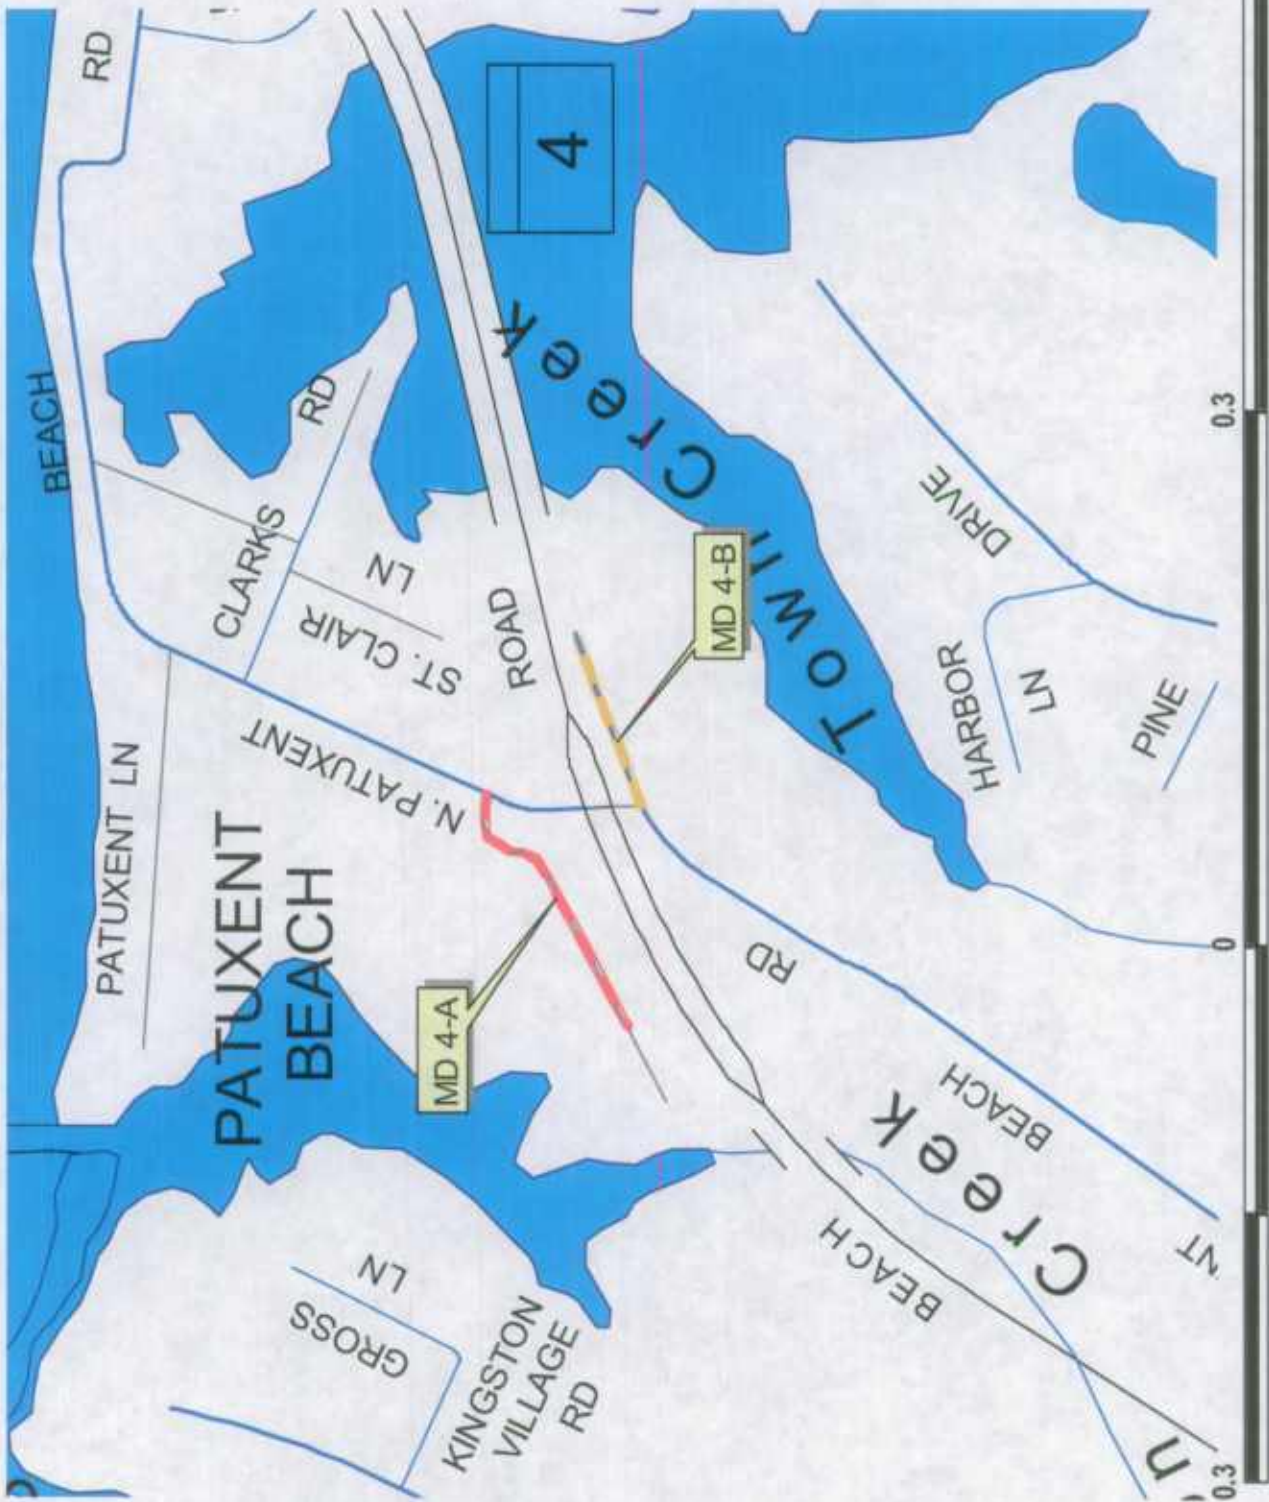 RD
BEACH
4
Creek
RD
CLARKS
ST. CLAIR
LN
ROAD
MD 4-B
Town
DRIVE
HARBOR
LN
PINE
PATUXENT LN
N. PATUXENT
PATUXENT
BEACH
MD 4-A
RD
BEACH
NT
Creek
BEACH
GROSS
LN
KINGSTON
VILLAGE
RD
n
0.3
0
0.3